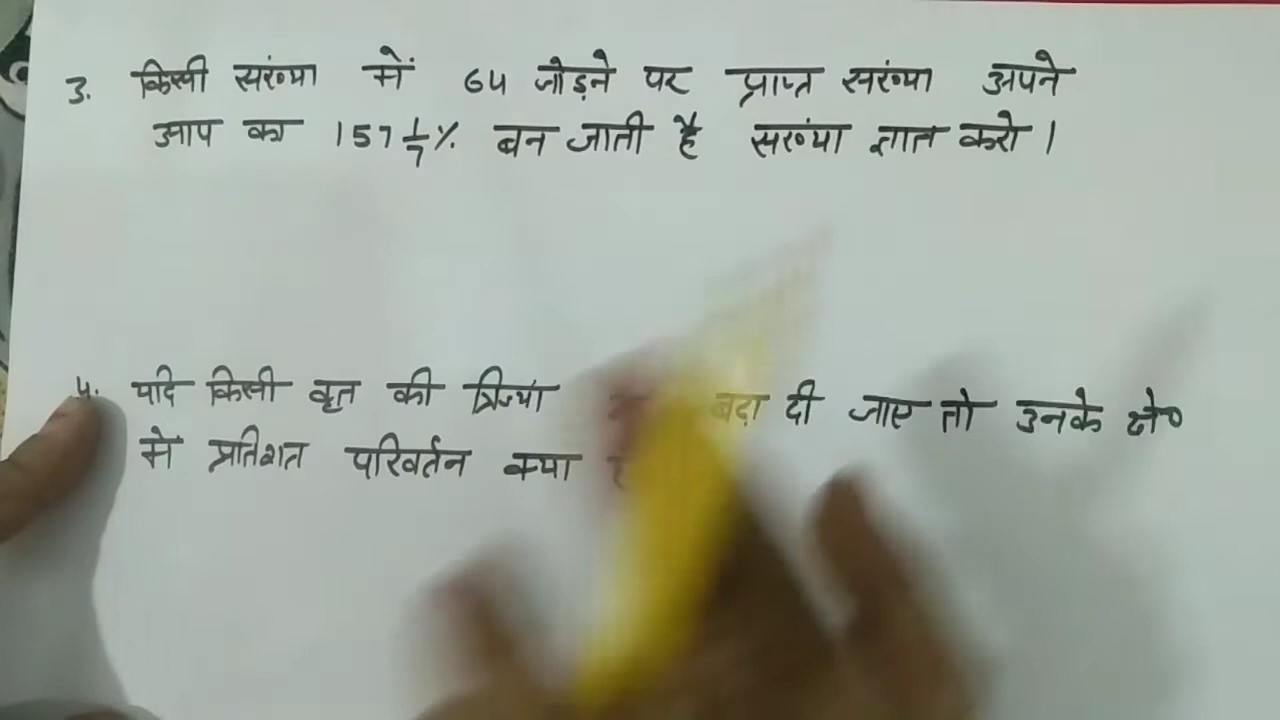 3. किसी संख्या में 64 जोड़ने पर प्राप्त संख्या अपने
आप का 157 1/7 % बन जाती है संख्या ज्ञात करो।
4. यदि किसी वृत की त्रिज्या बढ़ा दी जाए तो उनके क्षे०
में प्रतिशत परिवर्तन क्या